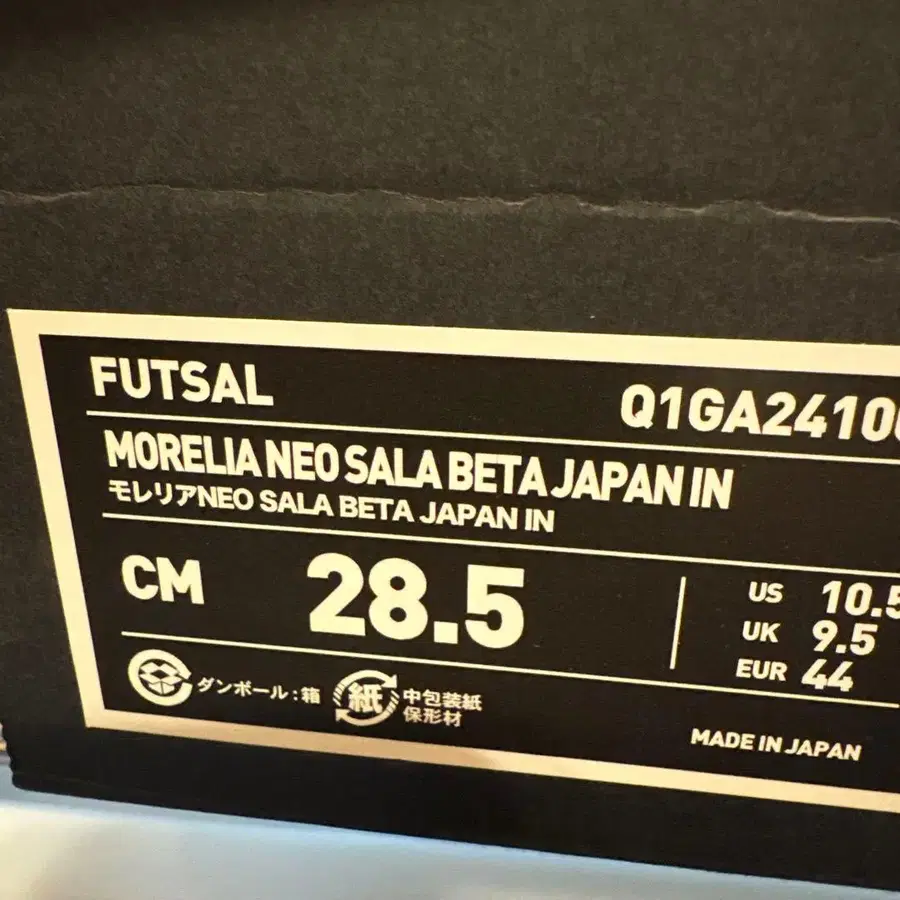 FUTSAL
Q1GA24100
MORELIA NEO SALA BETA JAPAN IN
モレリアNEO SALA BETA JAPAN IN
CM 28.5
US 10.5
UK 9.5
EUR 44
ダンボール:箱
紙
中包装紙
保形材
MADE IN JAPAN